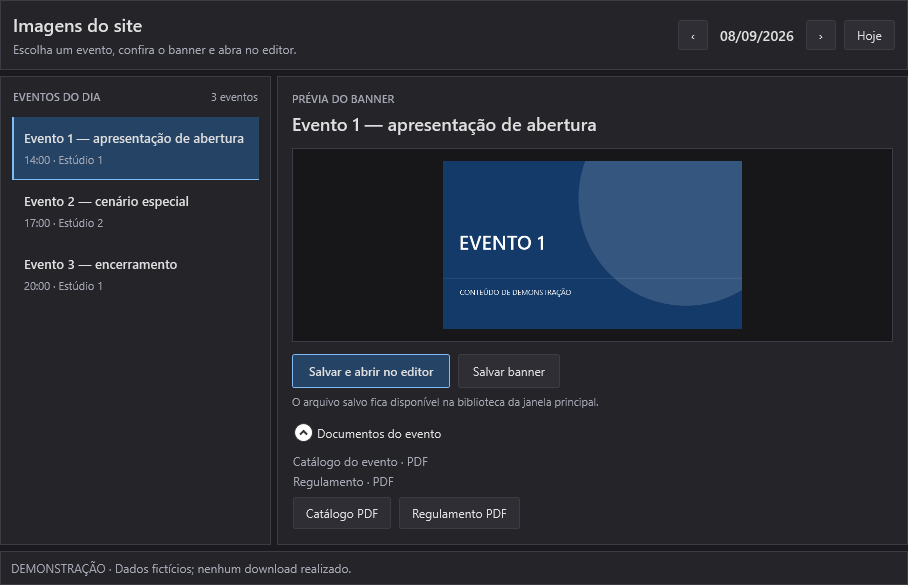 Imagens do site
Escolha um evento, confira o banner e abra no editor.
‹ 08/09/2026 › Hoje
EVENTOS DO DIA 3 eventos
Evento 1 — apresentação de abertura
14:00 · Estúdio 1
Evento 2 — cenário especial
17:00 · Estúdio 2
Evento 3 — encerramento
20:00 · Estúdio 1
PRÉVIA DO BANNER
Evento 1 — apresentação de abertura
EVENTO 1
CONTEÚDO DE DEMONSTRAÇÃO
Salvar e abrir no editor Salvar banner
O arquivo salvo fica disponível na biblioteca da janela principal.
Documentos do evento
Catálogo do evento · PDF
Regulamento · PDF
Catálogo PDF Regulamento PDF
DEMONSTRAÇÃO · Dados fictícios; nenhum download realizado.